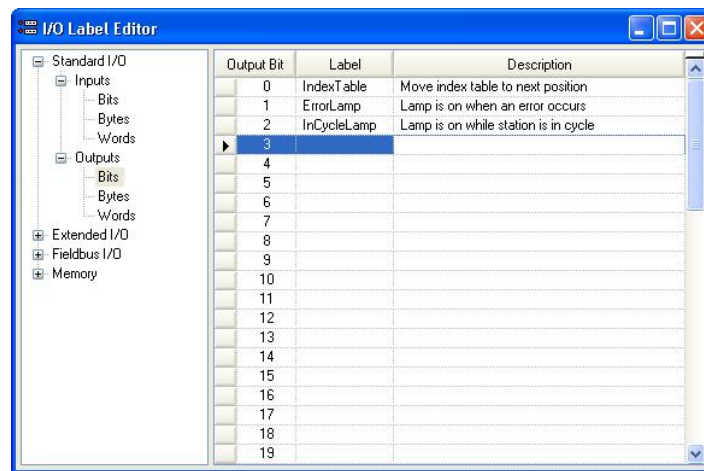 I/O Label Editor
Standard I/O
Inputs
Bits
Bytes
Words
Outputs
Bits
Bytes
Words
Extended I/O
Fieldbus I/O
Memory
Output Bit Label Description
0 IndexTable Move index table to next position
1 ErrorLamp Lamp is on when an error occurs
2 InCycleLamp Lamp is on while station is in cycle
3
4
5
6
7
8
9
10
11
12
13
14
15
16
17
18
19